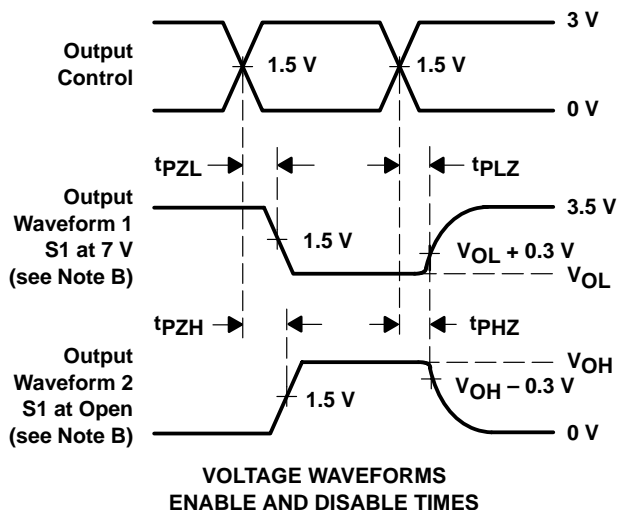 3 V
Output
Control
1.5 V
1.5 V
0 V
tPZL
tPLZ
Output
Waveform 1
S1 at 7 V
(see Note B)
3.5 V
1.5 V
VOL + 0.3 V
VOL
tPZH
tPHZ
Output
Waveform 2
S1 at Open
(see Note B)
VOH
VOH – 0.3 V
1.5 V
0 V
VOLTAGE WAVEFORMS
ENABLE AND DISABLE TIMES